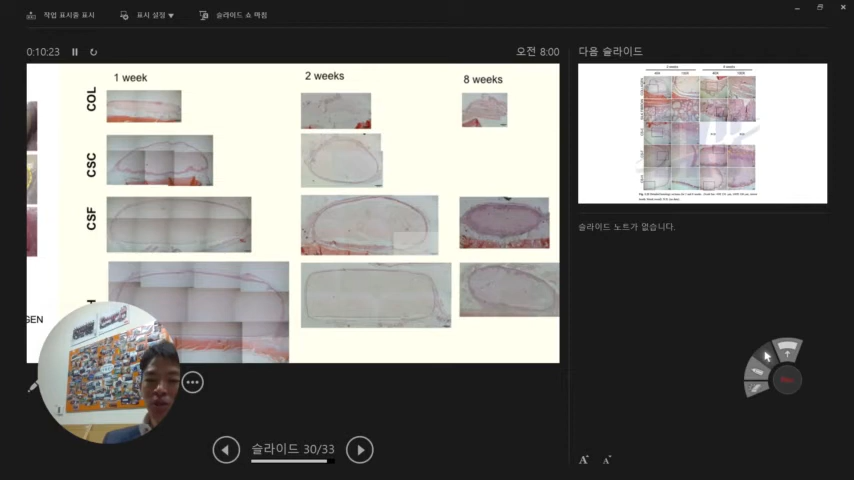 작업 표시줄 표시
표시 설정 ▼
슬라이드 쇼 마침
0:10:23
오전 8:00
다음 슬라이드
1 week
2 weeks
8 weeks
COL
CSC
CSF
H
GEN
슬라이드 노트가 없습니다.
슬라이드 30/33
A
A